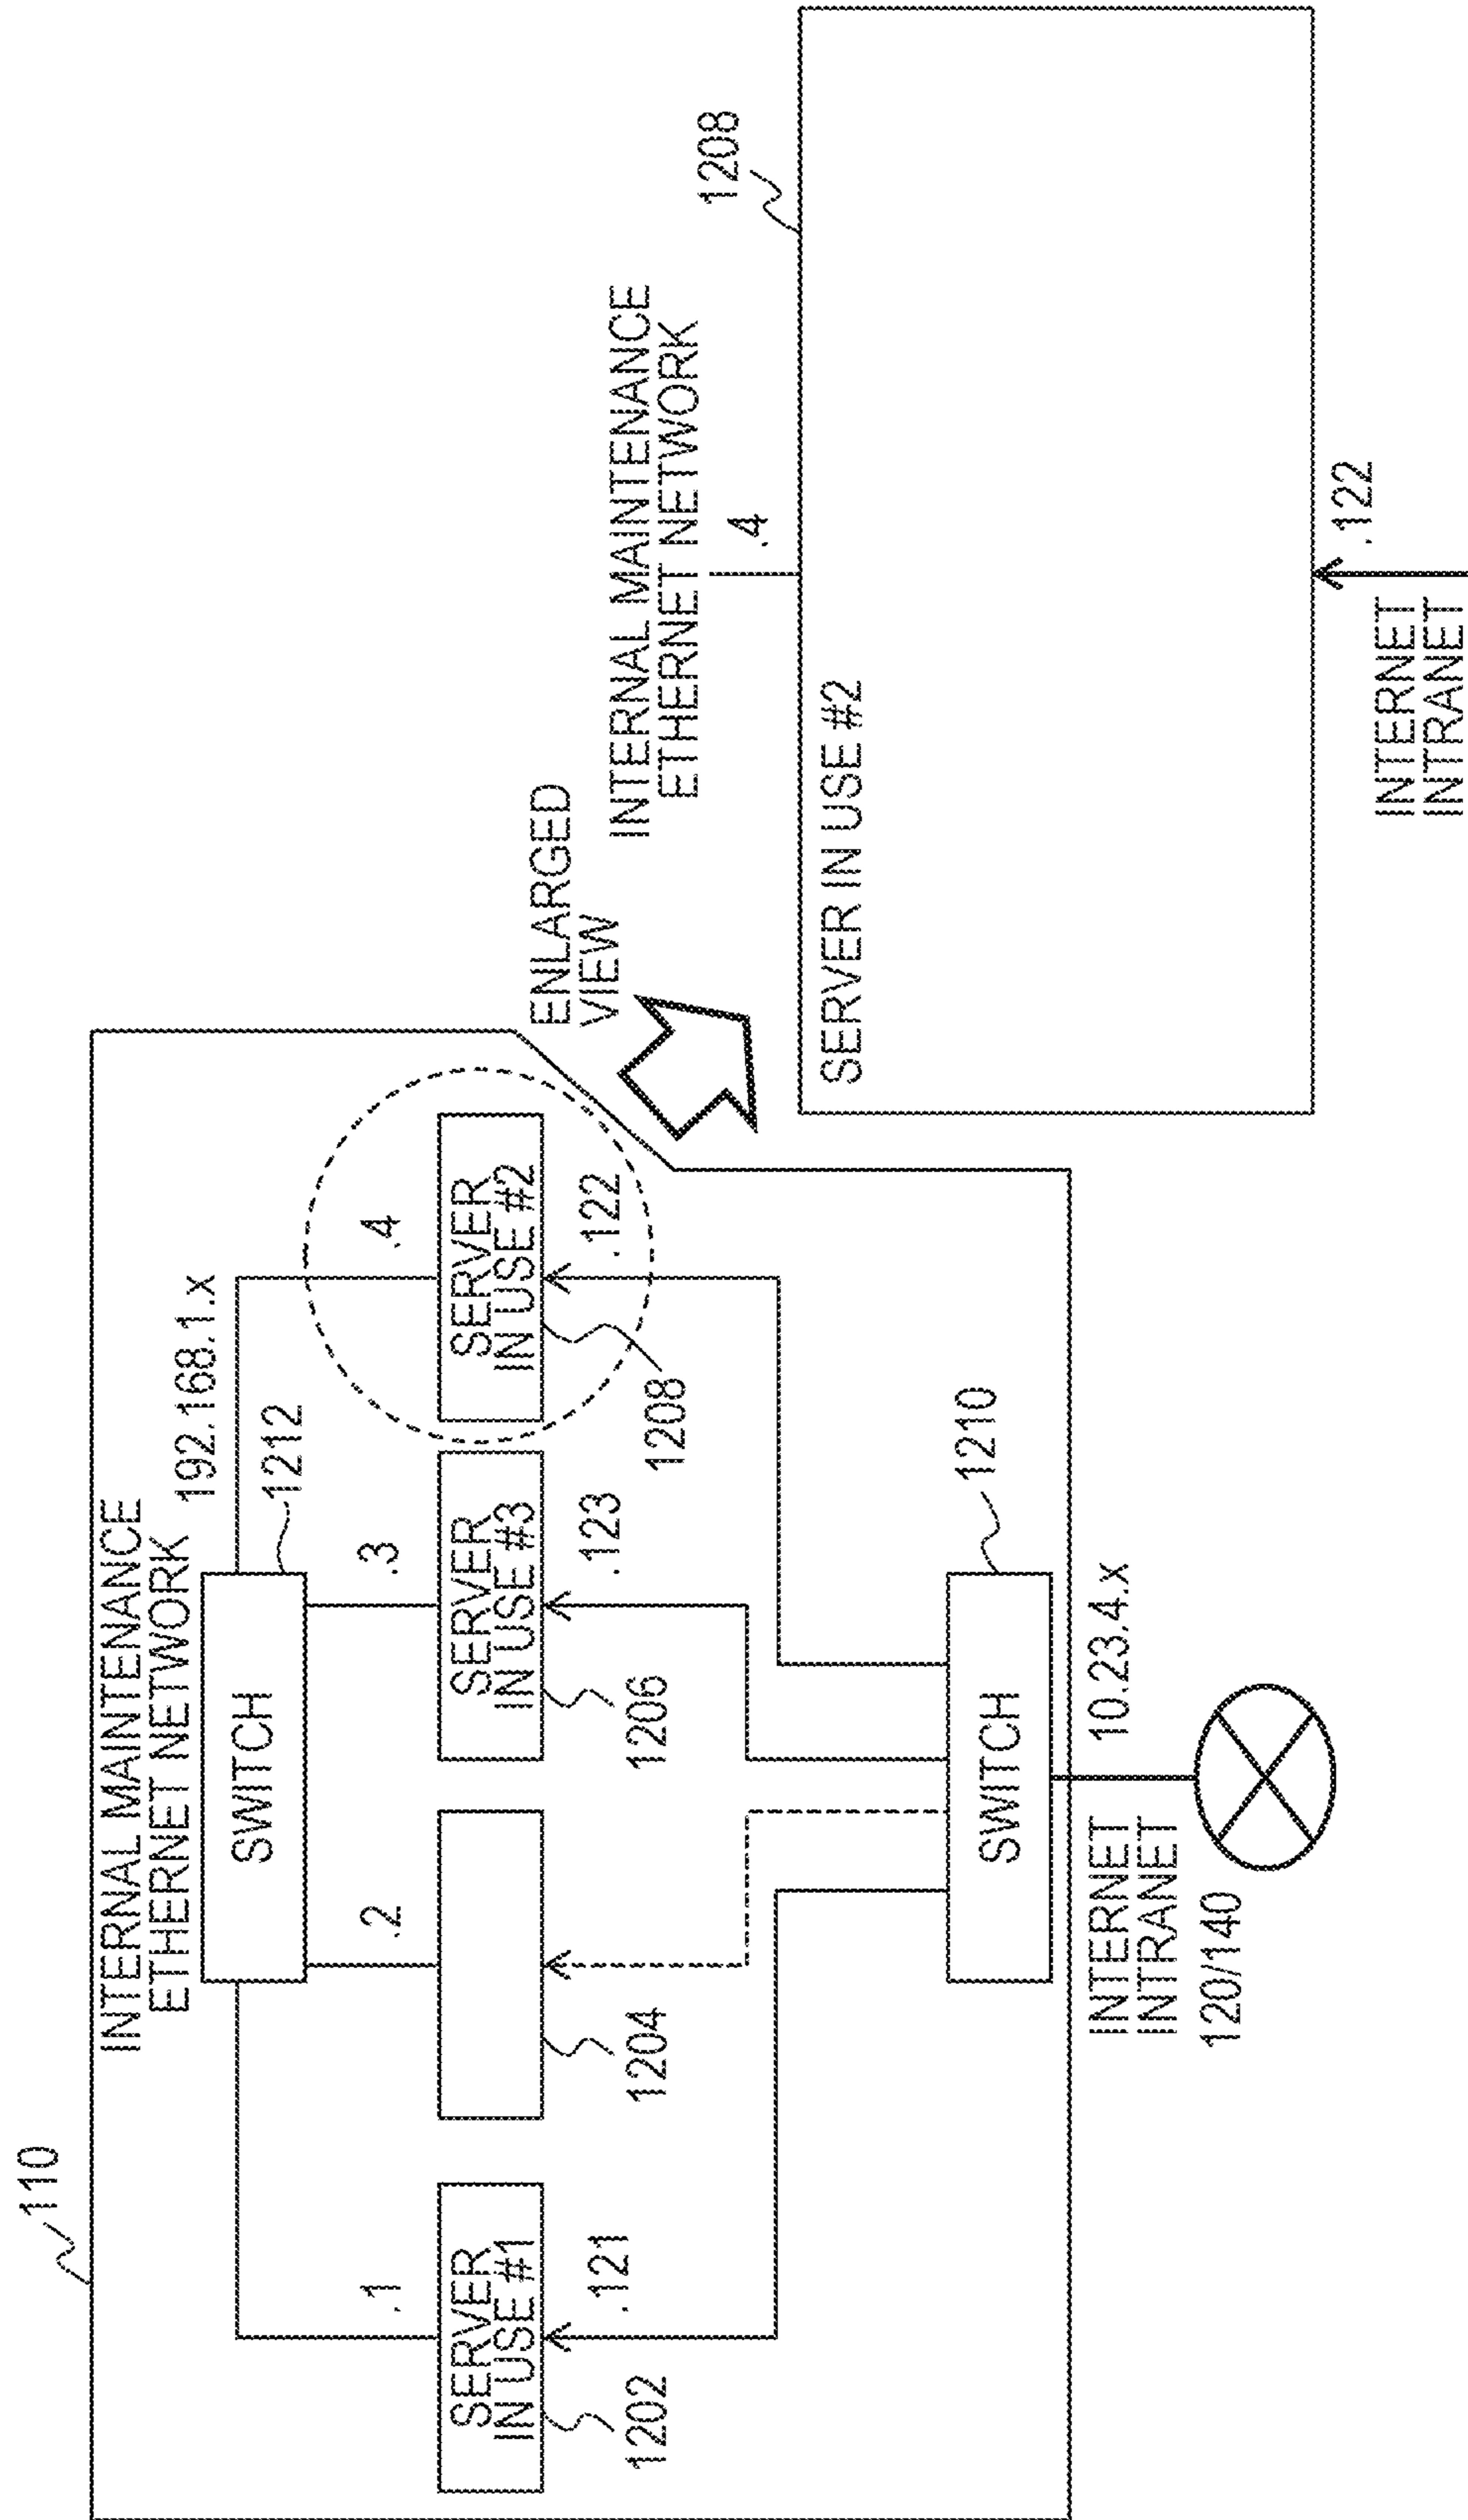 110
INTERNAL MAINTENANCE
ETHERNET NETWORK
192.168.1.x
SWITCH
1212
.1
.2
.3
.4
SERVER
IN USE #1
SERVER
IN USE #3
SERVER
IN USE #2
1202
.121
1204
1206
.123
1208
.122
SWITCH
1210
INTERNET
INTRANET
120/140
10.23.4.x
ENLARGED
VIEW
INTERNAL MAINTENANCE
ETHERNET NETWORK
.4
1208
SERVER IN USE #2
.122
INTERNET
INTRANET